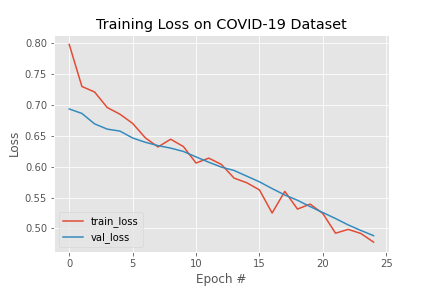 Training Loss on COVID-19 Dataset
0.80
0.75
0.70
0.65
0.60
0.55
0.50
Loss
train_loss
val_loss
0 5 10 15 20 25
Epoch #